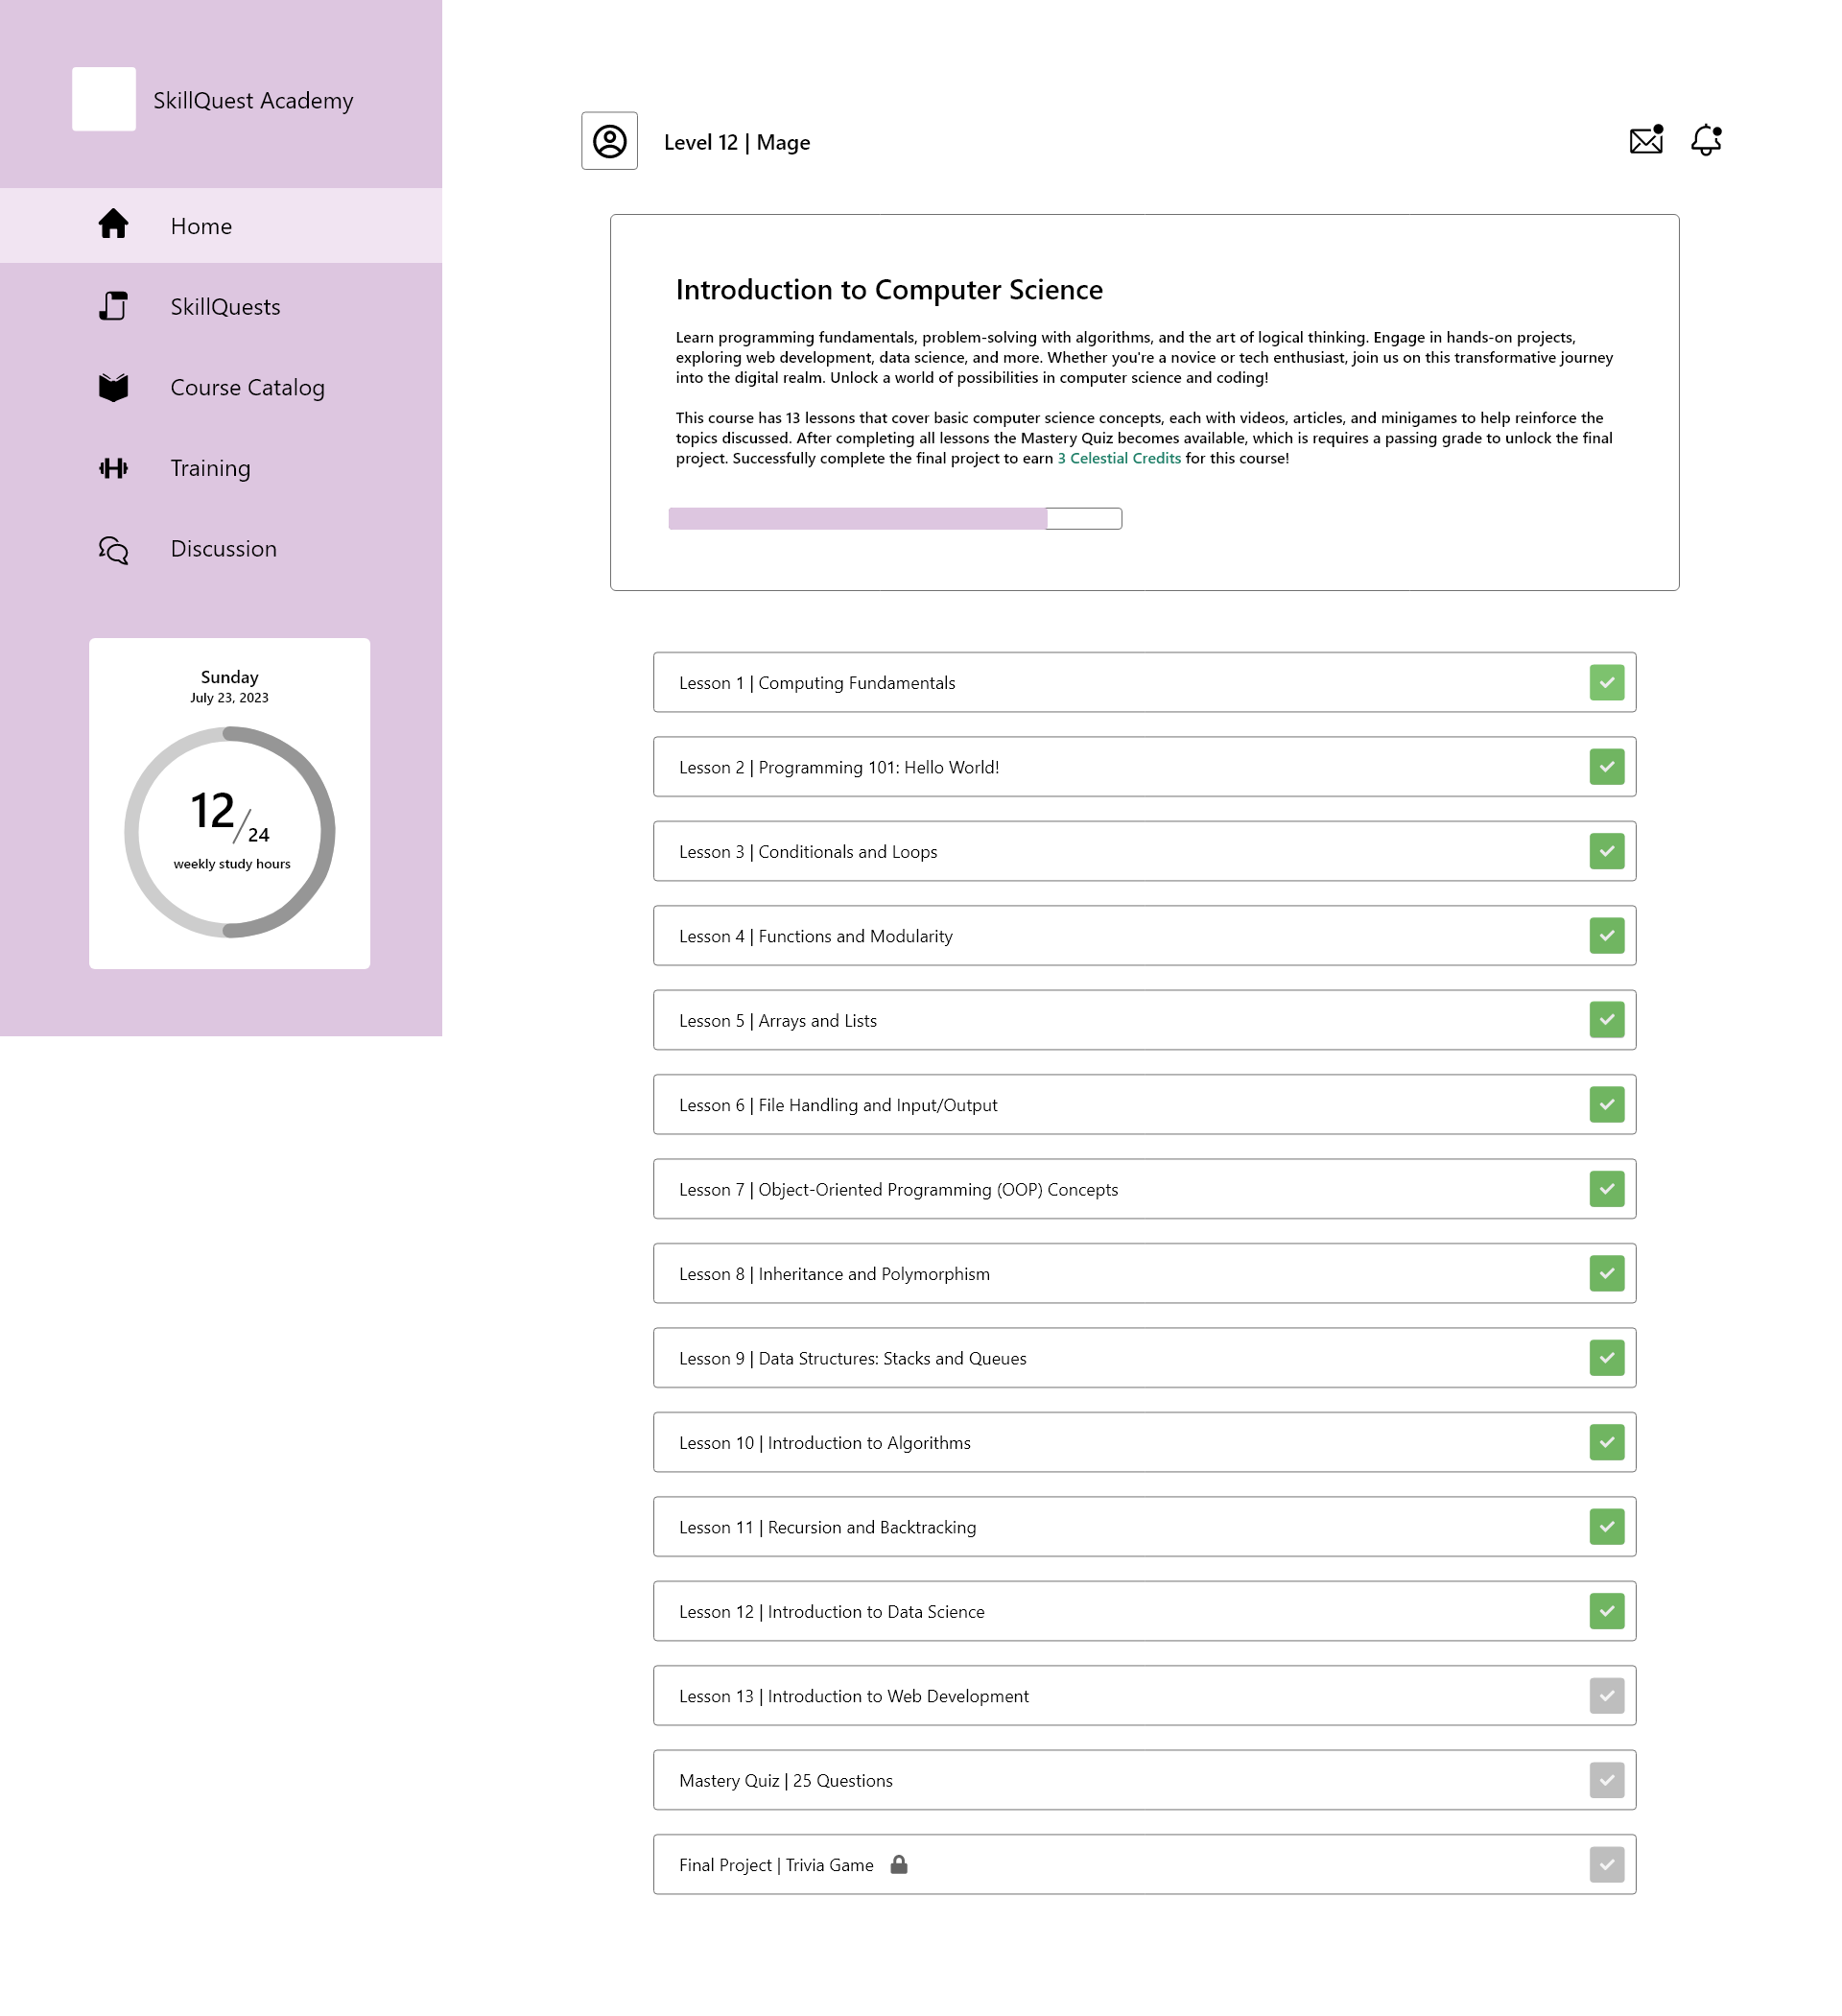 SkillQuest Academy
Home
SkillQuests
Course Catalog
Training
Discussion
Sunday
July 23, 2023
12/24
weekly study hours
Level 12 | Mage
Introduction to Computer Science
Learn programming fundamentals, problem-solving with algorithms, and the art of logical thinking. Engage in hands-on projects,
exploring web development, data science, and more. Whether you're a novice or tech enthusiast, join us on this transformative journey
into the digital realm. Unlock a world of possibilities in computer science and coding!
This course has 13 lessons that cover basic computer science concepts, each with videos, articles, and minigames to help reinforce the
topics discussed. After completing all lessons the Mastery Quiz becomes available, which is requires a passing grade to unlock the final
project. Successfully complete the final project to earn 3 Celestial Credits for this course!
Lesson 1 | Computing Fundamentals
Lesson 2 | Programming 101: Hello World!
Lesson 3 | Conditionals and Loops
Lesson 4 | Functions and Modularity
Lesson 5 | Arrays and Lists
Lesson 6 | File Handling and Input/Output
Lesson 7 | Object-Oriented Programming (OOP) Concepts
Lesson 8 | Inheritance and Polymorphism
Lesson 9 | Data Structures: Stacks and Queues
Lesson 10 | Introduction to Algorithms
Lesson 11 | Recursion and Backtracking
Lesson 12 | Introduction to Data Science
Lesson 13 | Introduction to Web Development
Mastery Quiz | 25 Questions
Final Project | Trivia Game